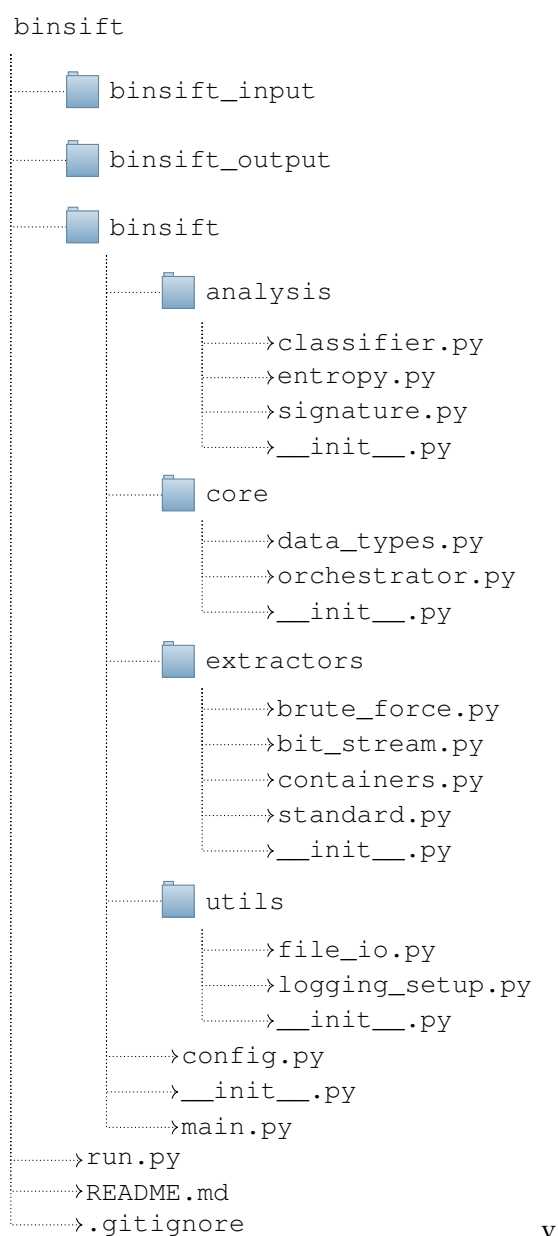 binsift
binsift_input
binsift_output
binsift
analysis
classifier.py
entropy.py
signature.py
__init__.py
core
data_types.py
orchestrator.py
__init__.py
extractors
brute_force.py
bit_stream.py
containers.py
standard.py
__init__.py
utils
file_io.py
logging_setup.py
__init__.py
config.py
__init__.py
main.py
run.py
README.md
.gitignore
v